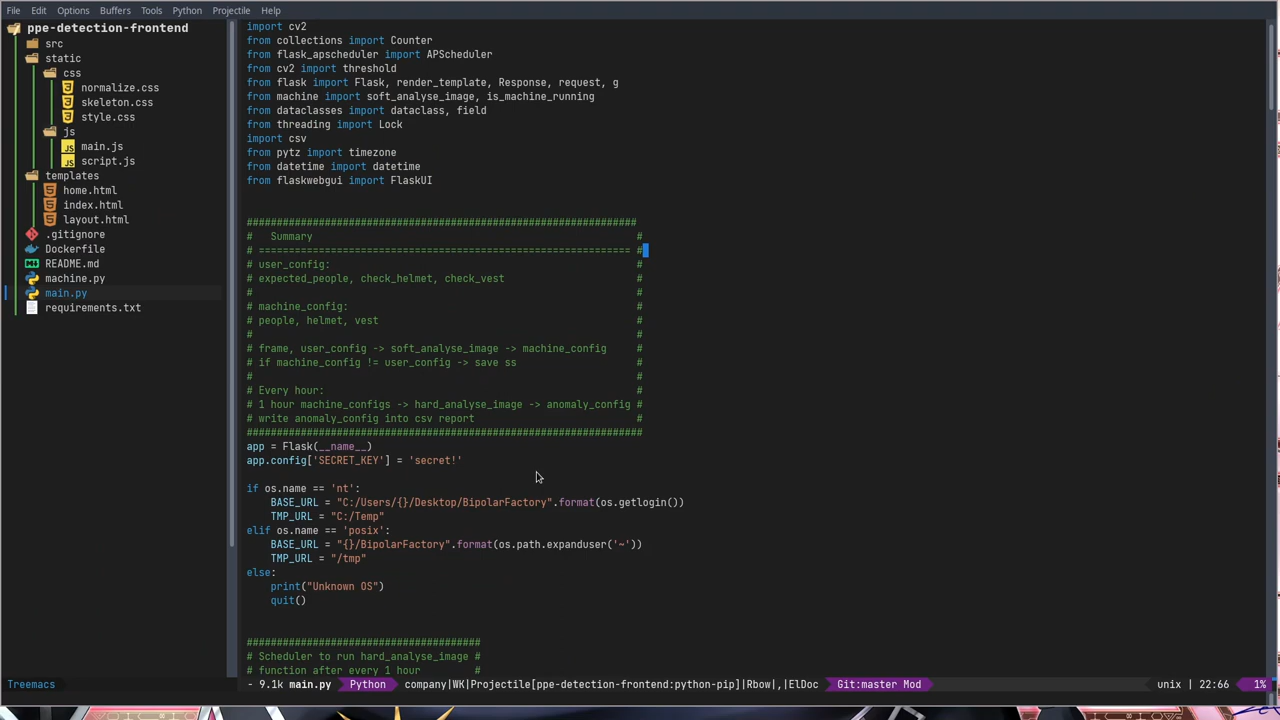 File Edit Options Buffers Tools Python Projectile Help
ppe-detection-frontend
src
static
css
normalize.css
skeleton.css
style.css
js
main.js
script.js
templates
home.html
index.html
layout.html
.gitignore
Dockerfile
README.md
machine.py
main.py
requirements.txt
import cv2
from collections import Counter
from flask_apscheduler import APScheduler
from cv2 import threshold
from flask import Flask, render_template, Response, request, g
from machine import soft_analyse_image, is_machine_running
from dataclasses import dataclass, field
from threading import Lock
import csv
from pytz import timezone
from datetime import datetime
from flaskwebgui import FlaskUI
#################################################################
#   Summary                                                      #
# ============================================================== #
# user_config:                                                   #
# expected_people, check_helmet, check_vest                      #
#                                                                #
# machine_config:                                                #
# people, helmet, vest                                           #
#                                                                #
# frame, user_config -> soft_analyse_image -> machine_config     #
# if machine_config != user_config -> save ss                    #
#                                                                #
# Every hour:                                                    #
# 1 hour machine_configs -> hard_analyse_image -> anomaly_config #
# write anomaly_config into csv report                           #
##################################################################
app = Flask(__name__)
app.config['SECRET_KEY'] = 'secret!'
if os.name == 'nt':
    BASE_URL = "C:/Users/{}/Desktop/BipolarFactory".format(os.getlogin())
    TMP_URL = "C:/Temp"
elif os.name == 'posix':
    BASE_URL = "{}/BipolarFactory".format(os.path.expanduser('~'))
    TMP_URL = "/tmp"
else:
    print("Unknown OS")
    quit()
#######################################
# Scheduler to run hard_analyse_image #
# function after every 1 hour         #
Treemacs
- 9.1k main.py Python company|WK|Projectile[ppe-detection-frontend:python-pip]|Rbow|,|ElDoc Git:master Mod unix | 22:66 1%